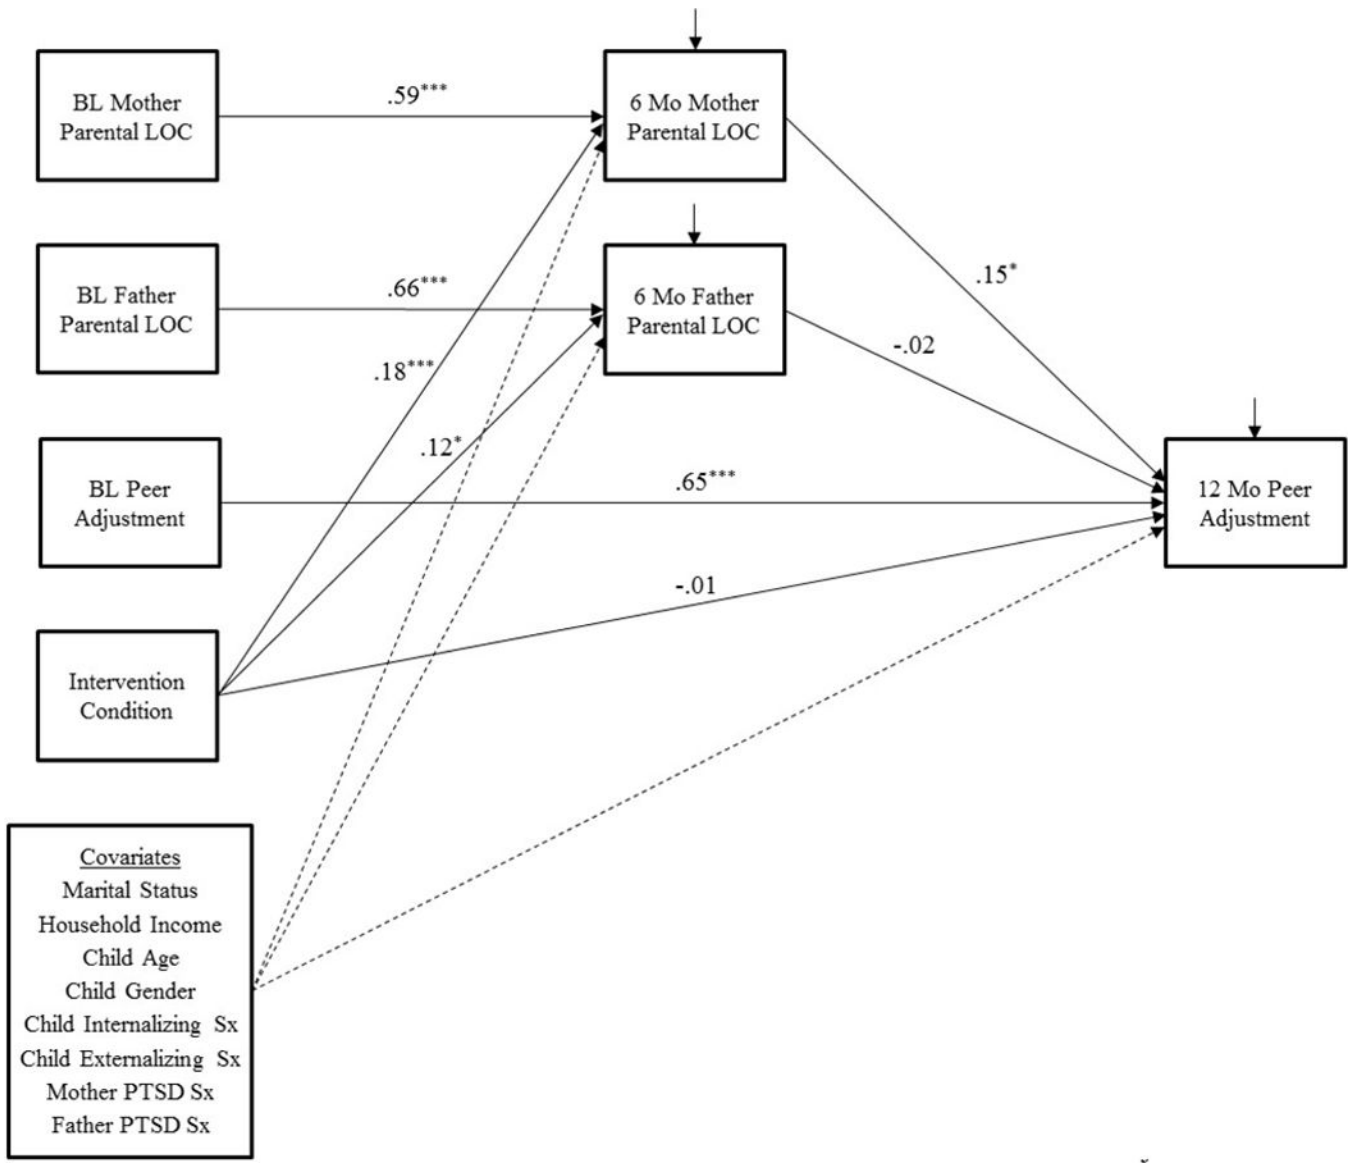 BL Mother
Parental LOC
.59***
6 Mo Mother
Parental LOC
BL Father
Parental LOC
.66***
6 Mo Father
Parental LOC
.15*
-.02
.18***
.12*
BL Peer
Adjustment
.65***
12 Mo Peer
Adjustment
-.01
Intervention
Condition
Covariates
Marital Status
Household Income
Child Age
Child Gender
Child Internalizing Sx
Child Externalizing Sx
Mother PTSD Sx
Father PTSD Sx